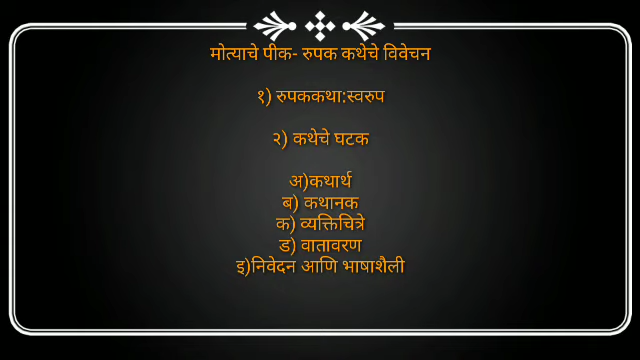 मोत्याचे पीक- रुपक कथेचे विवेचन
१) रुपककथा:स्वरुप
२) कथेचे घटक
अ)कथार्थ
ब) कथानक
क) व्यक्तिचित्रे
ड) वातावरण
इ)निवेदन आणि भाषाशैली